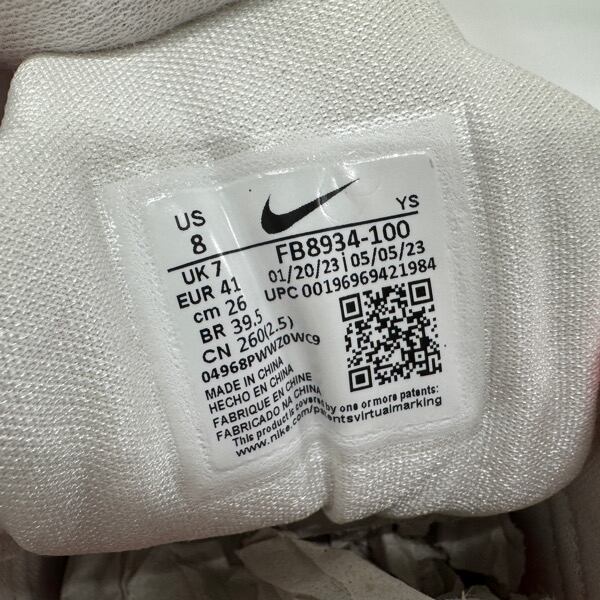 US
8
YS
FB8934-100
UK 7
01/20/23 | 05/05/23
EUR 41
UPC 00196969421984
cm 26
BR 39.5
CN 260(2.5)
04968PWWZ0WC9
MADE IN CHINA
HECHO EN CHINA
FABRIQUE EN CHINE
FABRICADO NA CHINA
This product is covered by one or more patents:
www.nike.com/patentsvirtualmarking